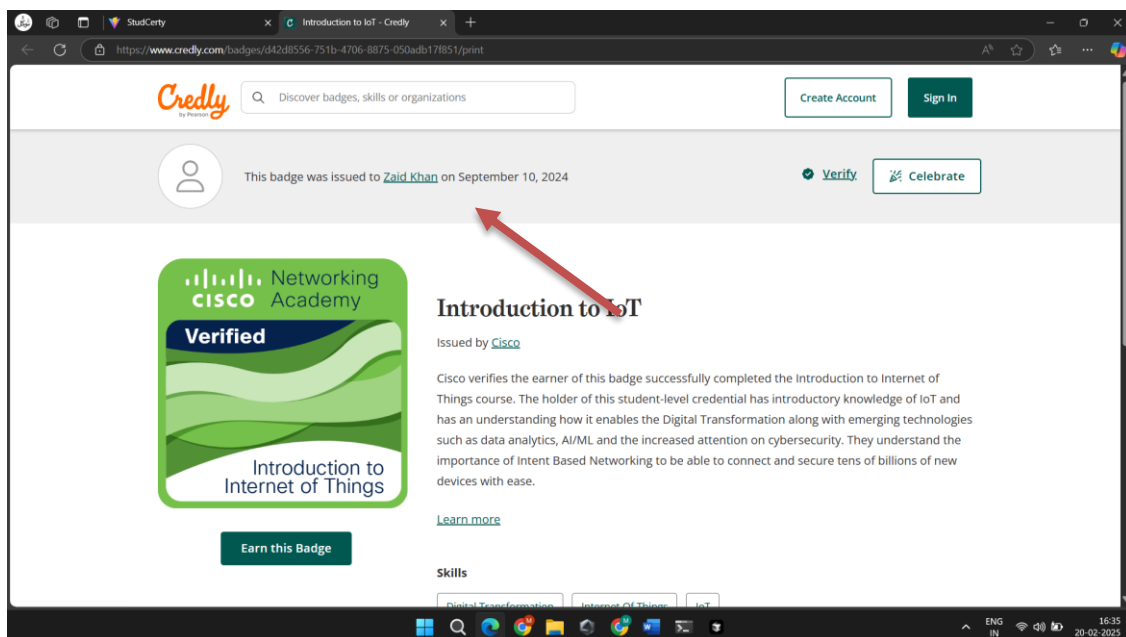 StudCerty
Introduction to IoT - Credly
https://www.credly.com/badges/d42d8556-751b-4706-8875-050adb17f851/print
Credly
by Pearson
Discover badges, skills or organizations
Create Account
Sign In
This badge was issued to Zaid Khan on September 10, 2024
Verify
Celebrate
cisco Networking
Academy
Verified
Introduction to
Internet of Things
Earn this Badge
Introduction to IoT
Issued by Cisco
Cisco verifies the earner of this badge successfully completed the Introduction to Internet of
Things course. The holder of this student-level credential has introductory knowledge of IoT and
has an understanding how it enables the Digital Transformation along with emerging technologies
such as data analytics, AI/ML and the increased attention on cybersecurity. They understand the
importance of Intent Based Networking to be able to connect and secure tens of billions of new
devices with ease.
Learn more
Skills
Digital Transformation
Internet Of Things
IoT
ENG
IN
16:35
20-02-2025